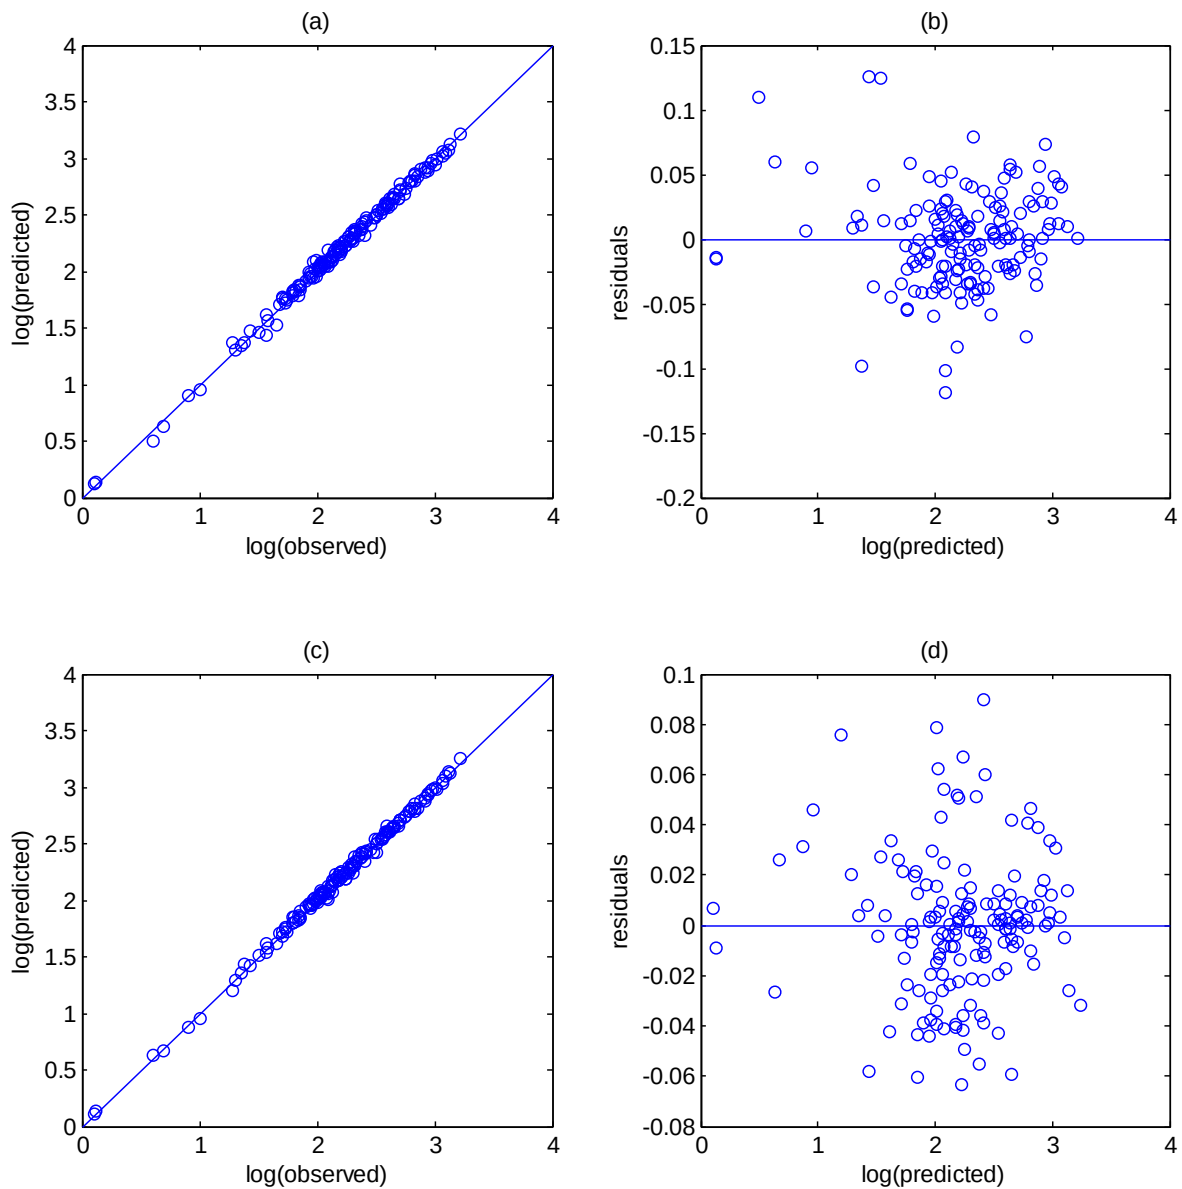 (a)
4
3.5
3
2.5
2
1.5
1
0.5
0
0 1 2 3 4
log(predicted)
log(observed)
(b)
0.15
0.1
0.05
0
-0.05
-0.1
-0.15
-0.2
0 1 2 3 4
residuals
log(predicted)
(c)
4
3.5
3
2.5
2
1.5
1
0.5
0
0 1 2 3 4
log(predicted)
log(observed)
(d)
0.1
0.08
0.06
0.04
0.02
0
-0.02
-0.04
-0.06
-0.08
0 1 2 3 4
residuals
log(predicted)